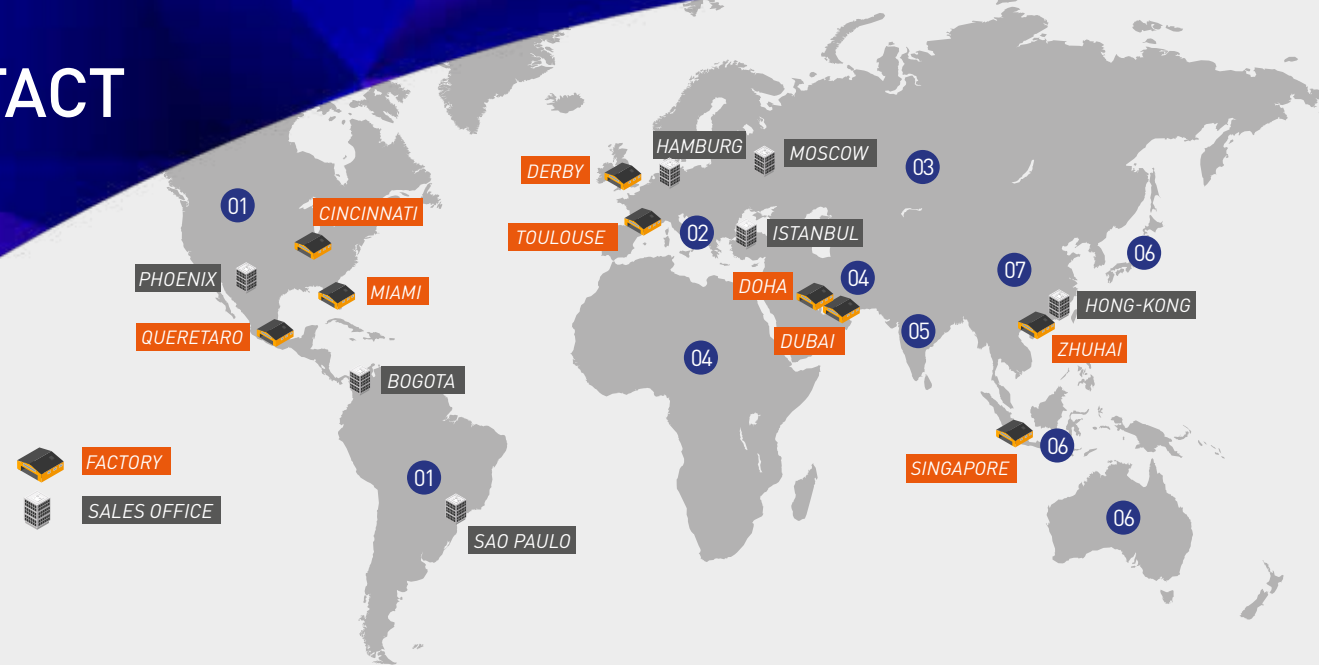 TACT
HAMBURG
MOSCOW
DERBY
03
01
CINCINNATI
TOULOUSE
02
ISTANBUL
06
PHOENIX
MIAMI
DOHA
04
07
HONG-KONG
QUERETARO
DUBAI
05
ZHUHAI
04
BOGOTA
FACTORY
SINGAPORE
06
01
SALES OFFICE
SAO PAULO
06